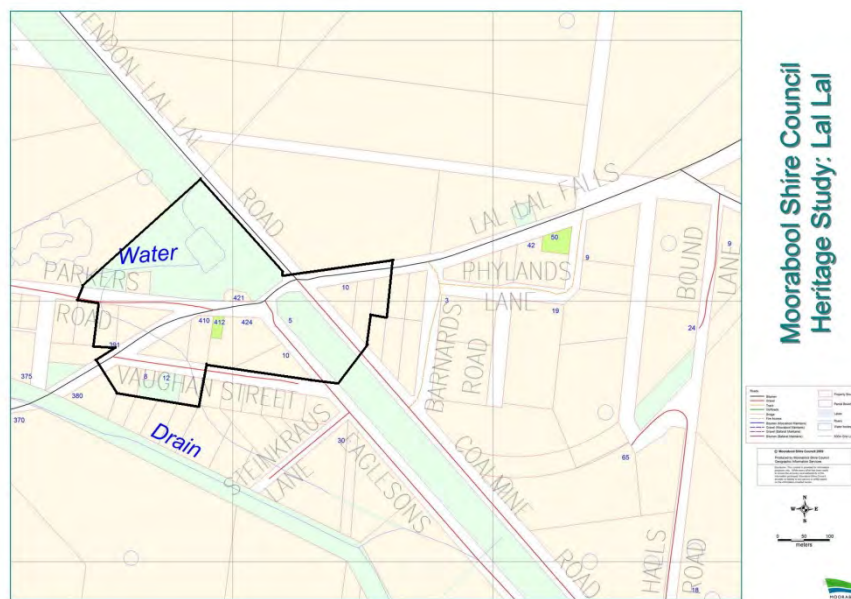 YENDON-LAL LAL
ROAD
LAL LAL FALLS
Water
PARKERS
ROAD
VAUGHAN STREET
Drain
STEINKRAUS
LANE
COALMINE
ROAD
BARNARDS
ROAD
PHYLANDS
LANE
BOUND
LANE
HALLS
ROAD
421
410
412
424
5
10
10
391
8
12
375
380
370
30
3
42
50
9
19
9
24
65
18
Moorabool Shire Council
Heritage Study: Lal Lal
N
W
E
S
0 50 100
meters